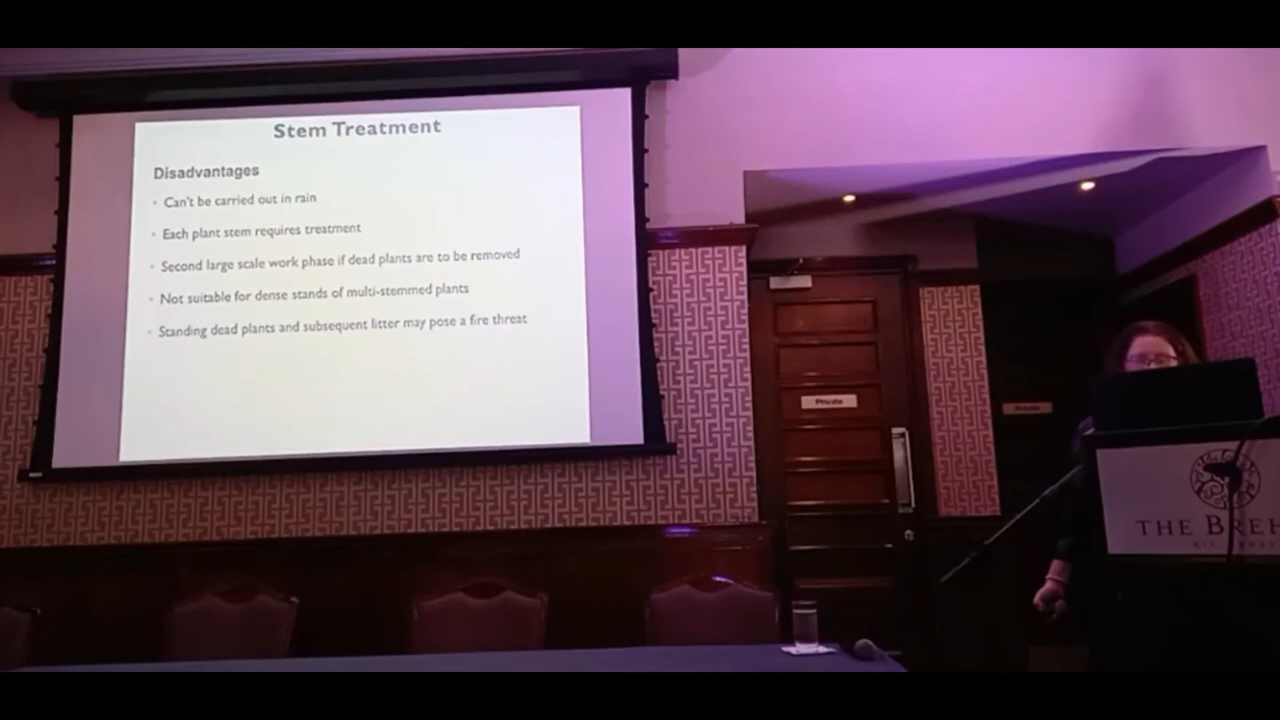 Stem Treatment
Disadvantages
• Can't be carried out in rain
• Each plant stem requires treatment
• Second large scale work phase if dead plants are to be removed
• Not suitable for dense stands of multi-stemmed plants
• Standing dead plants and subsequent litter may pose a fire threat
Private
Private
THE BRE